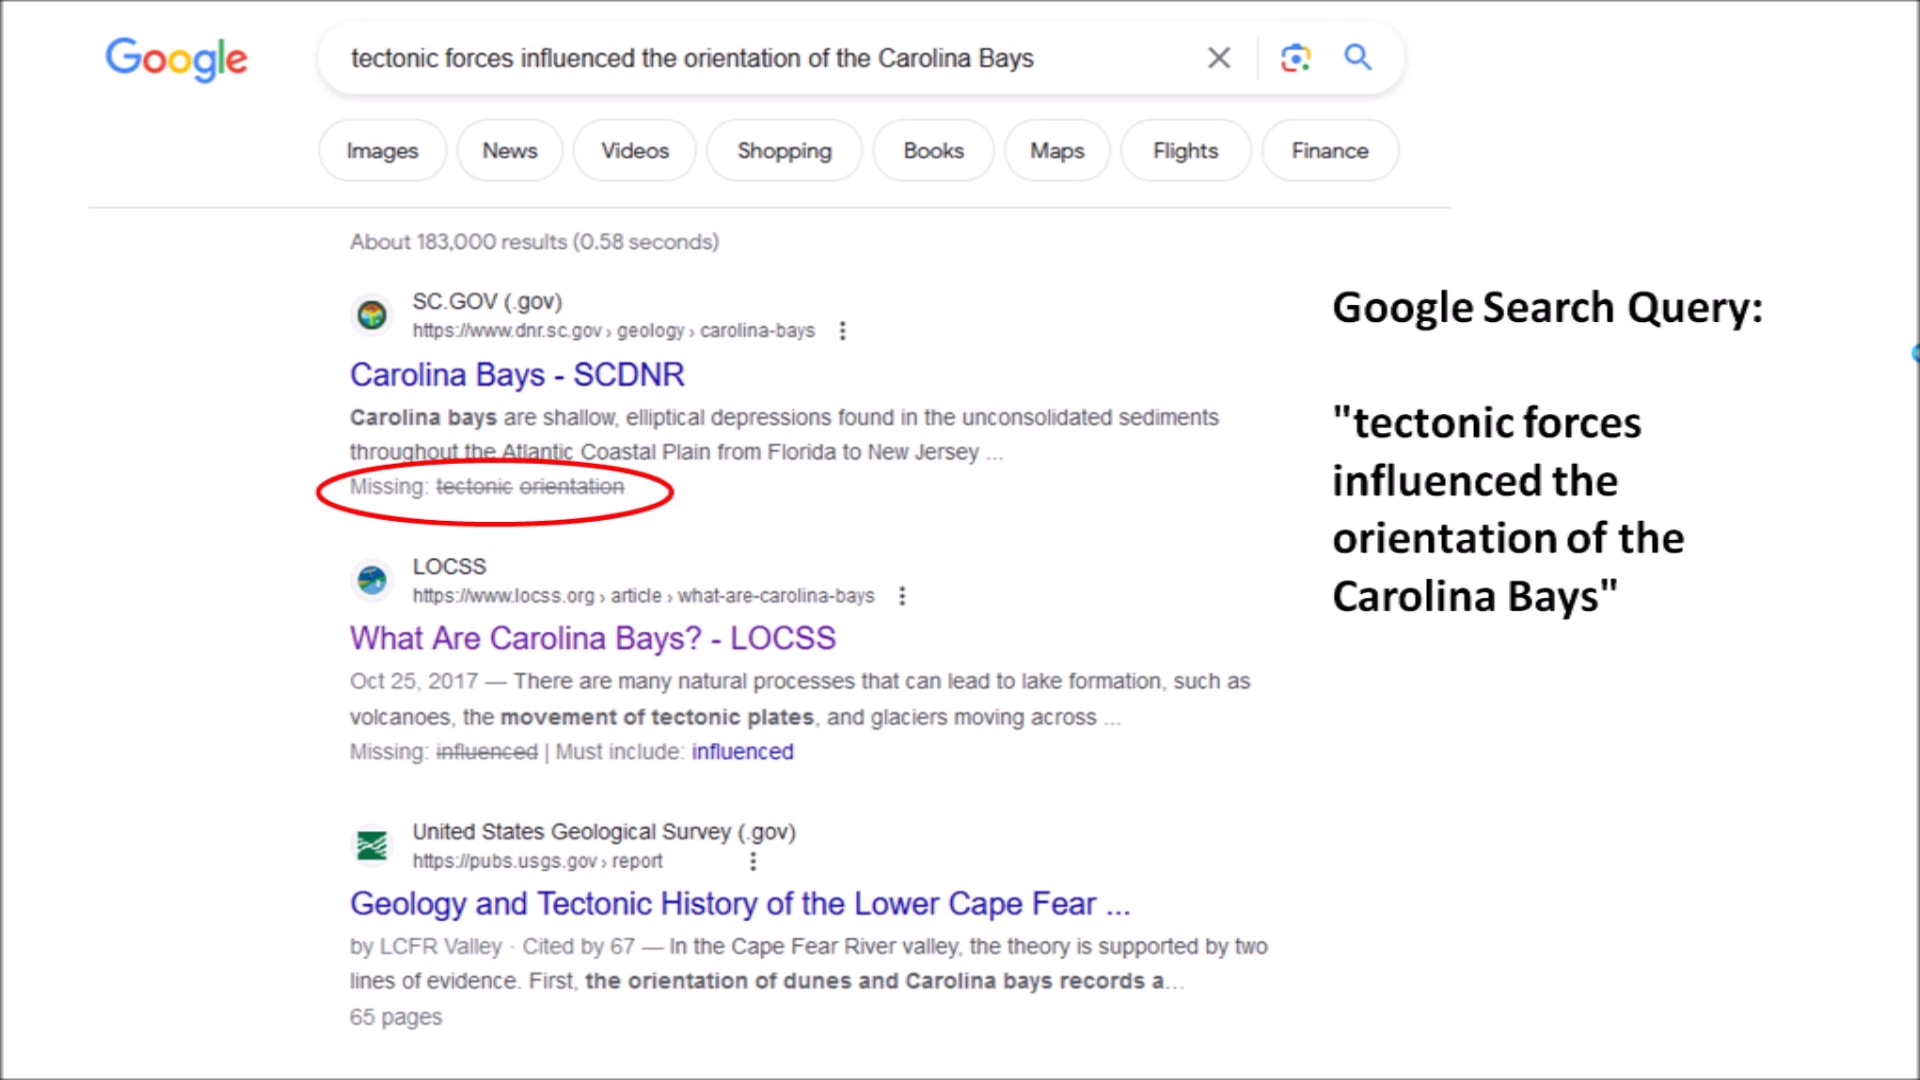 Google
tectonic forces influenced the orientation of the Carolina Bays
Images News Videos Shopping Books Maps Flights Finance
About 183,000 results (0.58 seconds)
SC.GOV (.gov)
https://www.dnr.sc.gov › geology › carolina-bays
Carolina Bays - SCDNR
Carolina bays are shallow, elliptical depressions found in the unconsolidated sediments
throughout the Atlantic Coastal Plain from Florida to New Jersey ...
Missing: tectonic orientation
LOCSS
https://www.locss.org › article › what-are-carolina-bays
What Are Carolina Bays? - LOCSS
Oct 25, 2017 — There are many natural processes that can lead to lake formation, such as
volcanoes, the movement of tectonic plates, and glaciers moving across ...
Missing: influenced | Must include: influenced
United States Geological Survey (.gov)
https://pubs.usgs.gov › report
Geology and Tectonic History of the Lower Cape Fear ...
by LCFR Valley · Cited by 67 — In the Cape Fear River valley, the theory is supported by two
lines of evidence. First, the orientation of dunes and Carolina bays records a...
65 pages
Google Search Query:
"tectonic forces
influenced the
orientation of the
Carolina Bays"